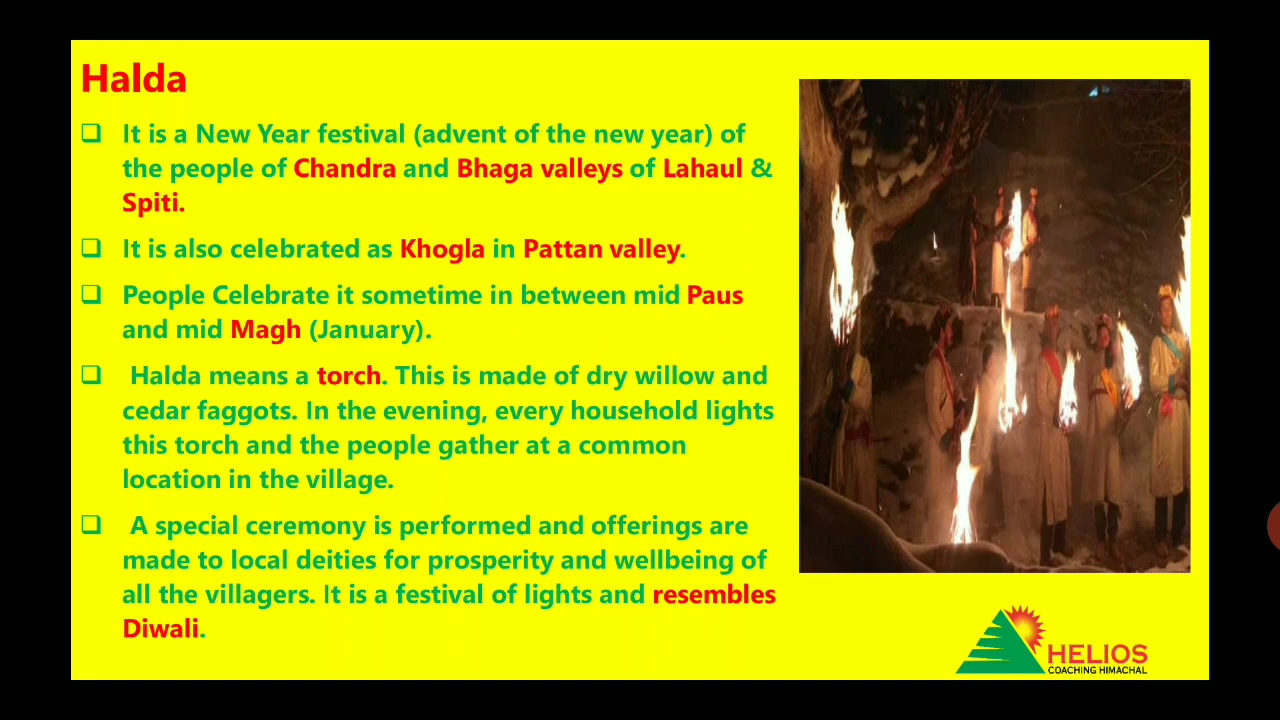 Halda
It is a New Year festival (advent of the new year) of
the people of Chandra and Bhaga valleys of Lahaul &
Spiti.
It is also celebrated as Khogla in Pattan valley.
People Celebrate it sometime in between mid Paus
and mid Magh (January).
Halda means a torch. This is made of dry willow and
cedar faggots. In the evening, every household lights
this torch and the people gather at a common
location in the village.
A special ceremony is performed and offerings are
made to local deities for prosperity and wellbeing of
all the villagers. It is a festival of lights and resembles
Diwali.
HELIOS
COACHING HIMACHAL